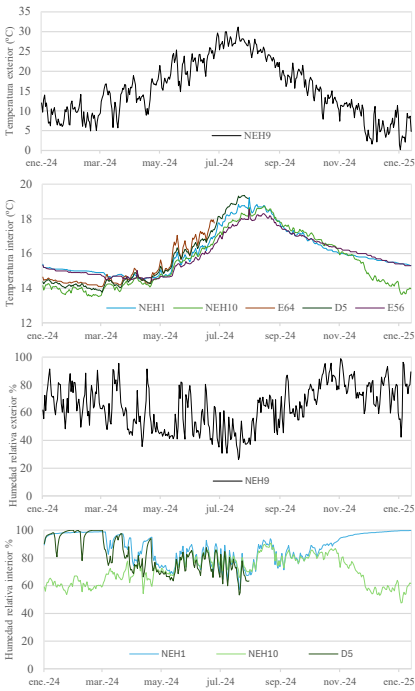 Temperatura exterior (°C)
35
30
25
20
15
10
5
0
NEH9
ene.-24 mar.-24 may.-24 jul.-24 sep.-24 nov.-24 ene.-25
Temperatura interior (°C)
20
18
16
14
12
NEH1 NEH10 E64 D5 E56
ene.-24 mar.-24 may.-24 jul.-24 sep.-24 nov.-24 ene.-25
Humedad relativa exterior %
100
80
60
40
20
0
NEH9
ene.-24 mar.-24 may.-24 jul.-24 sep.-24 nov.-24 ene.-25
Humedad relativa interior %
100
80
60
40
20
0
NEH1 NEH10 D5
ene.-24 mar.-24 may.-24 jul.-24 sep.-24 nov.-24 ene.-25